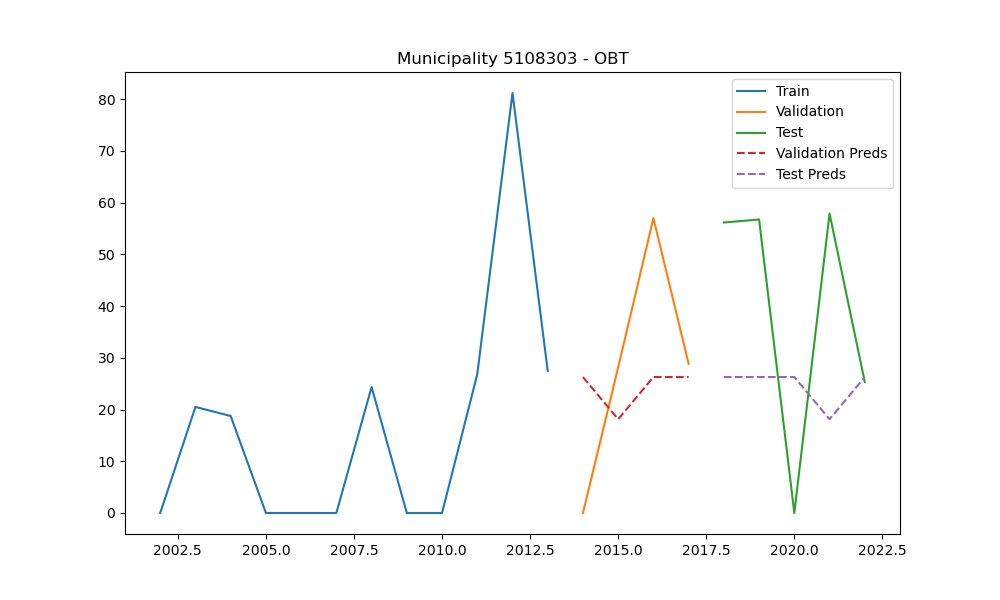 Municipality 5108303 - OBT
Train
Validation
Test
Validation Preds
Test Preds
80
70
60
50
40
30
20
10
0
2002.5 2005.0 2007.5 2010.0 2012.5 2015.0 2017.5 2020.0 2022.5